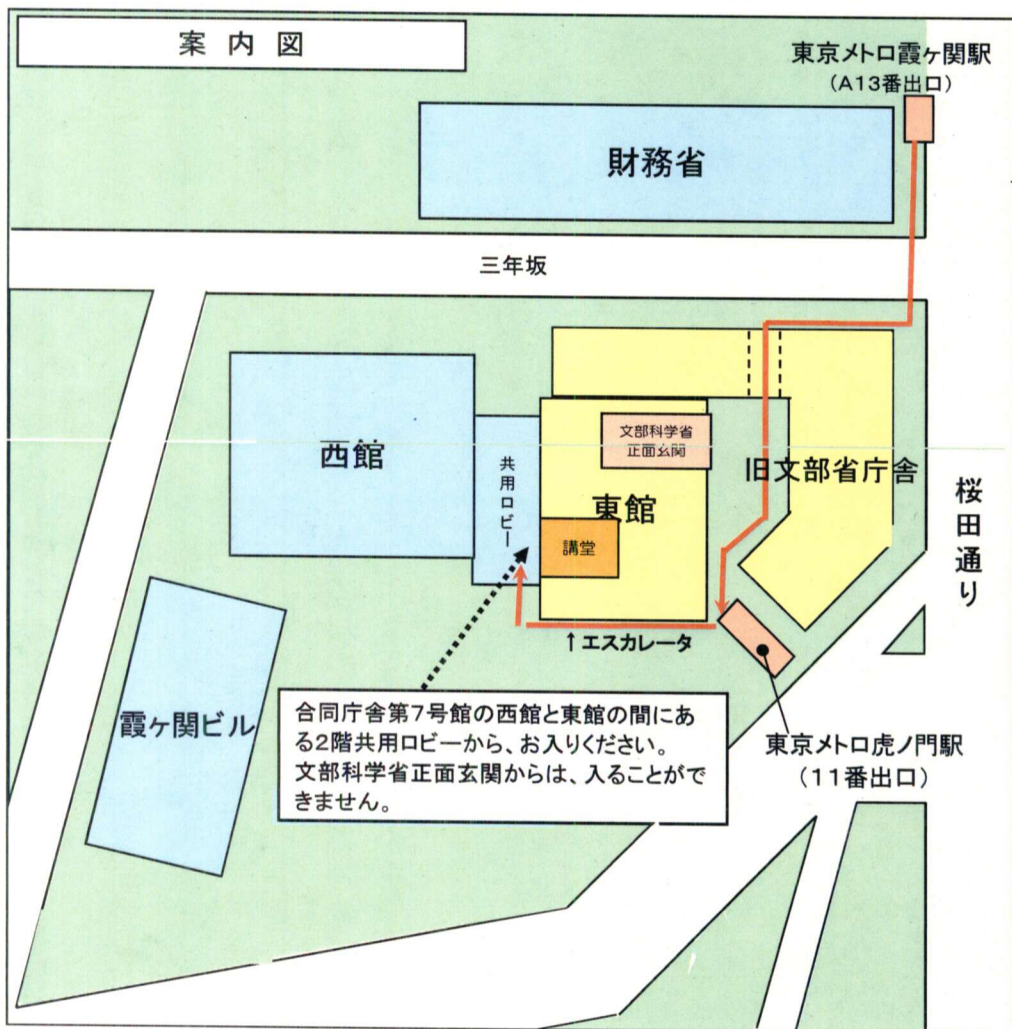 案内図
東京メトロ霞ヶ関駅
（A13番出口）
財務省
三年坂
西館
共用ロビー
文部科学省
正面玄関
東館
講堂
旧文部省庁舎
桜田通り
↑エスカレータ
霞ヶ関ビル
合同庁舎第7号館の西館と東館の間にあ
る2階共用ロビーから、お入りください。
文部科学省正面玄関からは、入ることがで
きません。
東京メトロ虎ノ門駅
（11番出口）